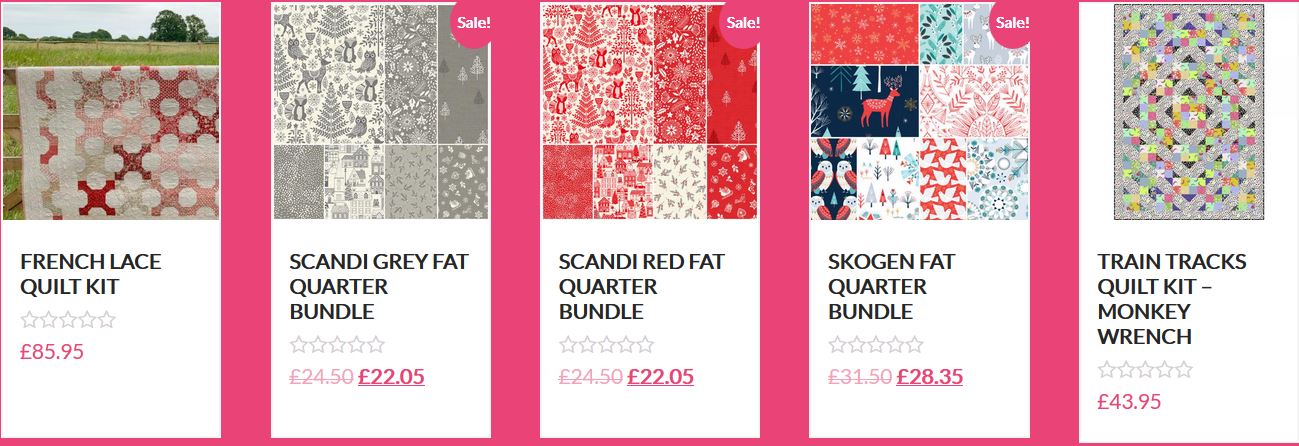 Sale!
Sale!
Sale!
FRENCH LACE
QUILT KIT
£85.95
SCANDI GREY FAT
QUARTER
BUNDLE
£24.50 £22.05
SCANDI RED FAT
QUARTER
BUNDLE
£24.50 £22.05
SKOGEN FAT
QUARTER
BUNDLE
£31.50 £28.35
TRAIN TRACKS
QUILT KIT –
MONKEY
WRENCH
£43.95